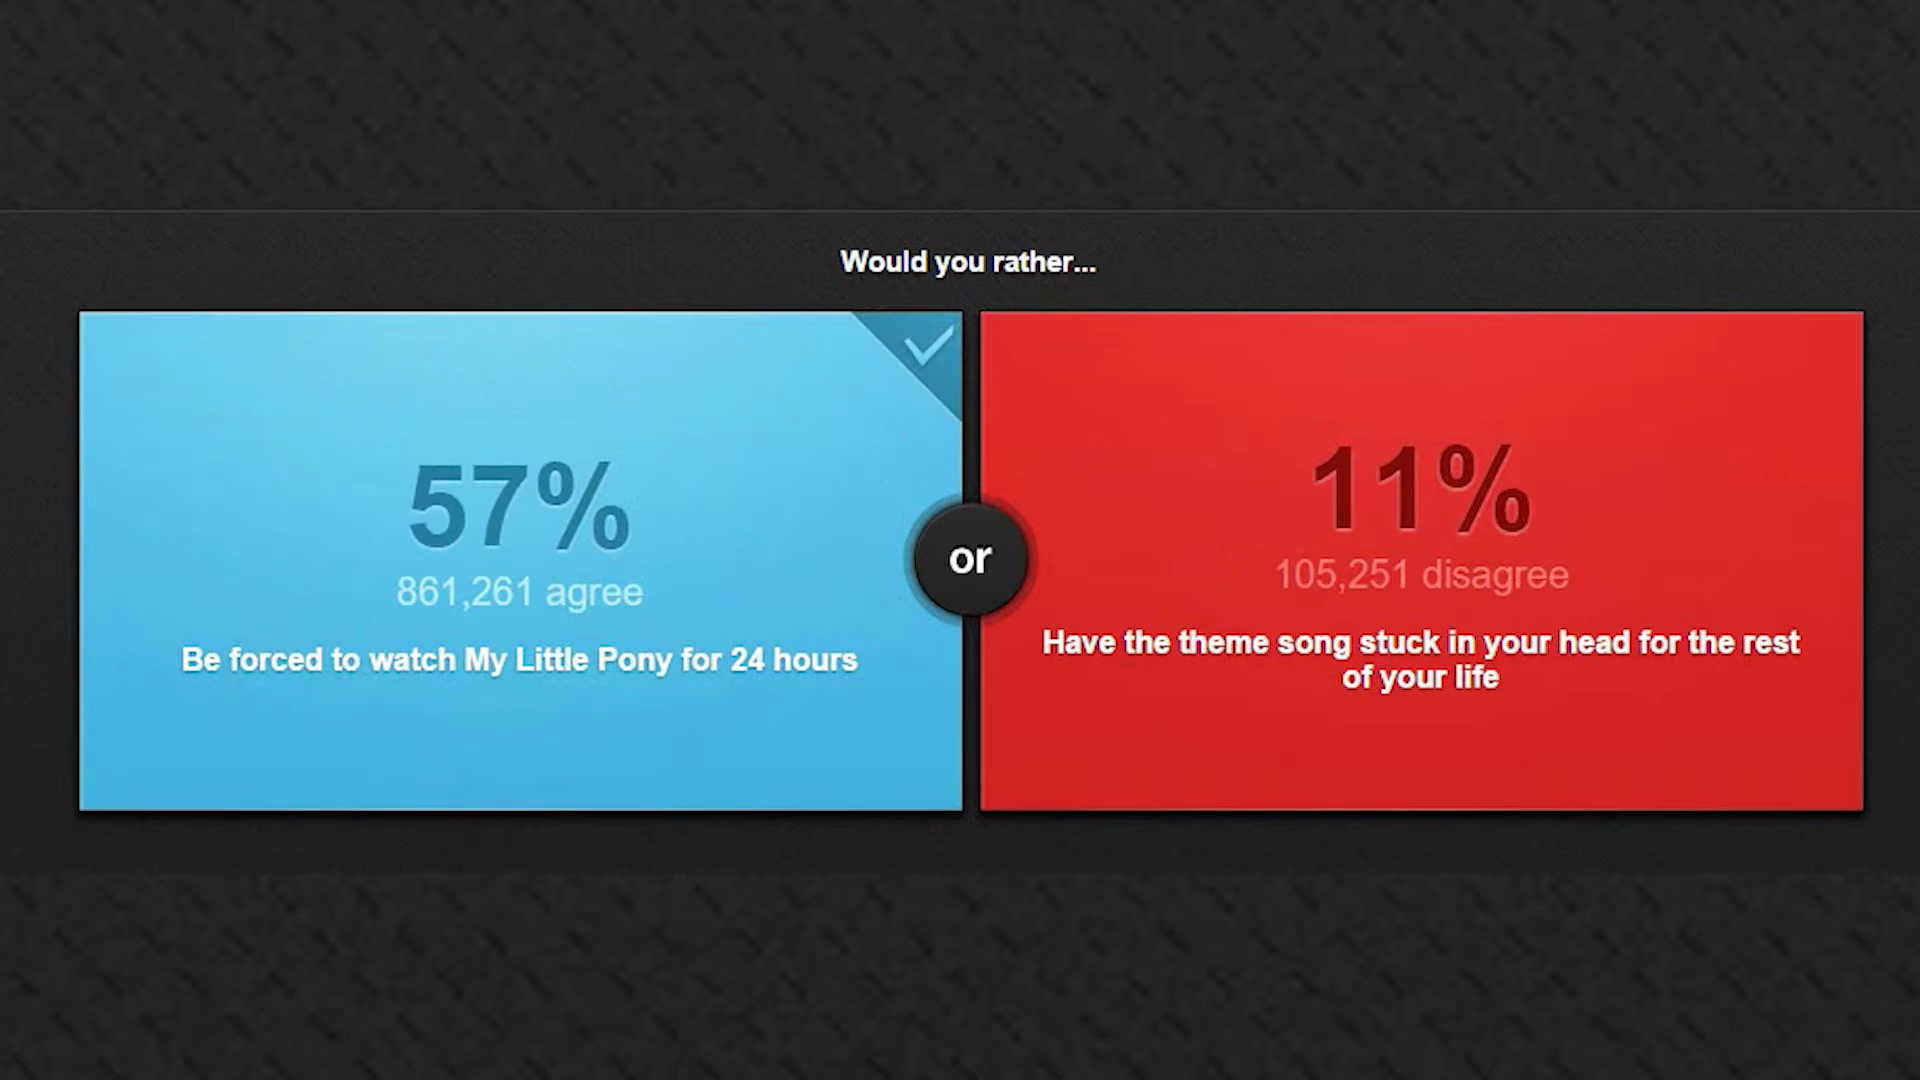 Would you rather...
57%
861,261 agree
Be forced to watch My Little Pony for 24 hours
or
11%
105,251 disagree
Have the theme song stuck in your head for the rest
of your life